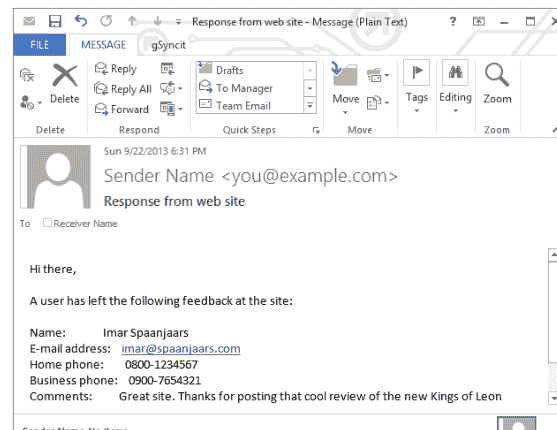 Response from web site - Message (Plain Text)
FILE
MESSAGE
gSyncit
Delete
Reply
Reply All
Forward
Drafts
To Manager
Team Email
Move
Tags
Editing
Zoom
Delete
Respond
Quick Steps
Move
Zoom
Sun 9/22/2013 6:31 PM
Sender Name <you@example.com>
Response from web site
To Receiver Name
Hi there,
A user has left the following feedback at the site:
Name: Imar Spaanjaars
E-mail address: imar@spaanjaars.com
Home phone: 0800-1234567
Business phone: 0900-7654321
Comments: Great site. Thanks for posting that cool review of the new Kings of Leon
Sender Name No items